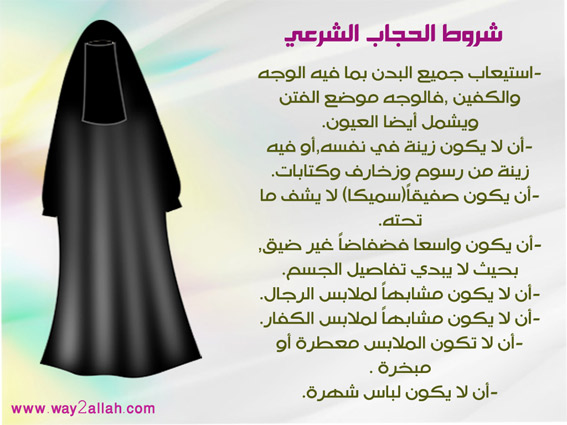 شروط الحجاب الشرعي
-استيعاب جميع البدن بما فيه الوجه
والكفين ,فالوجه موضع الفتن
ويشمل أيضا العيون.
-أن لا يكون زينة في نفسه,أو فيه
زينة من رسوم وزخارف وكتابات.
-أن يكون صفيقاً(سميكا) لا يشف ما
تحته.
-أن يكون واسعا فضفاضاً غير ضيق,
بحيث لا يبدي تفاصيل الجسم.
-أن لا يكون مشابهاً لملابس الرجال.
-أن لا يكون مشابهاً لملابس الكفار.
-أن لا تكون الملابس معطرة أو
مبخرة .
-أن لا يكون لباس شهرة.
www.way2allah.com